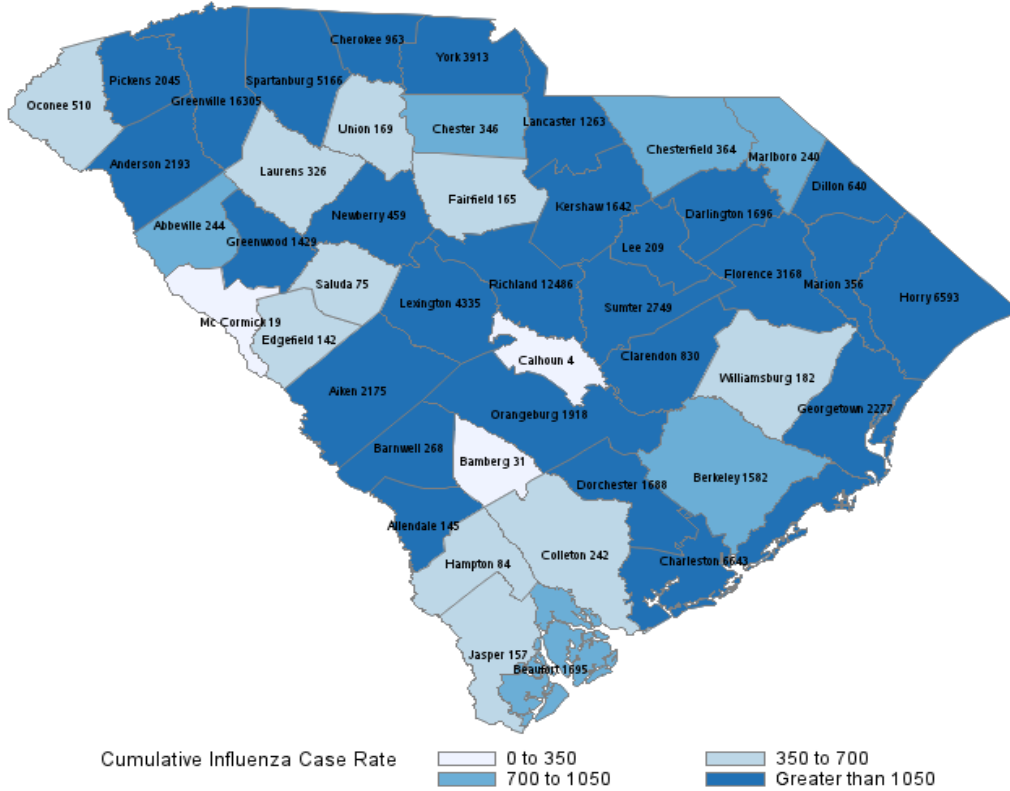 Cherokee 963
York 3913
Pickens 2045
Spartanburg 5166
Oconee 510
Greenville 16305
Lancaster 1263
Union 169
Chester 346
Chesterfield 364
Marlboro 240
Anderson 2193
Laurens 326
Dillon 640
Fairfield 165
Kershaw 1642
Newberry 459
Darlington 1696
Abbeville 244
Greenwood 1429
Lee 209
Florence 3168
Saluda 75
Richland 12486
Marion 356
Lexington 4335
Horry 6593
Sumter 2749
Mc Cormick 19
Edgefield 142
Calhoun 4
Clarendon 830
Williamsburg 182
Aiken 2175
Orangeburg 1918
Georgetown 2277
Barnwell 268
Bamberg 31
Berkeley 1582
Dorchester 1688
Allendale 145
Colleton 242
Charleston 6643
Hampton 84
Jasper 157
Beaufort 1695
Cumulative Influenza Case Rate
0 to 350
350 to 700
700 to 1050
Greater than 1050